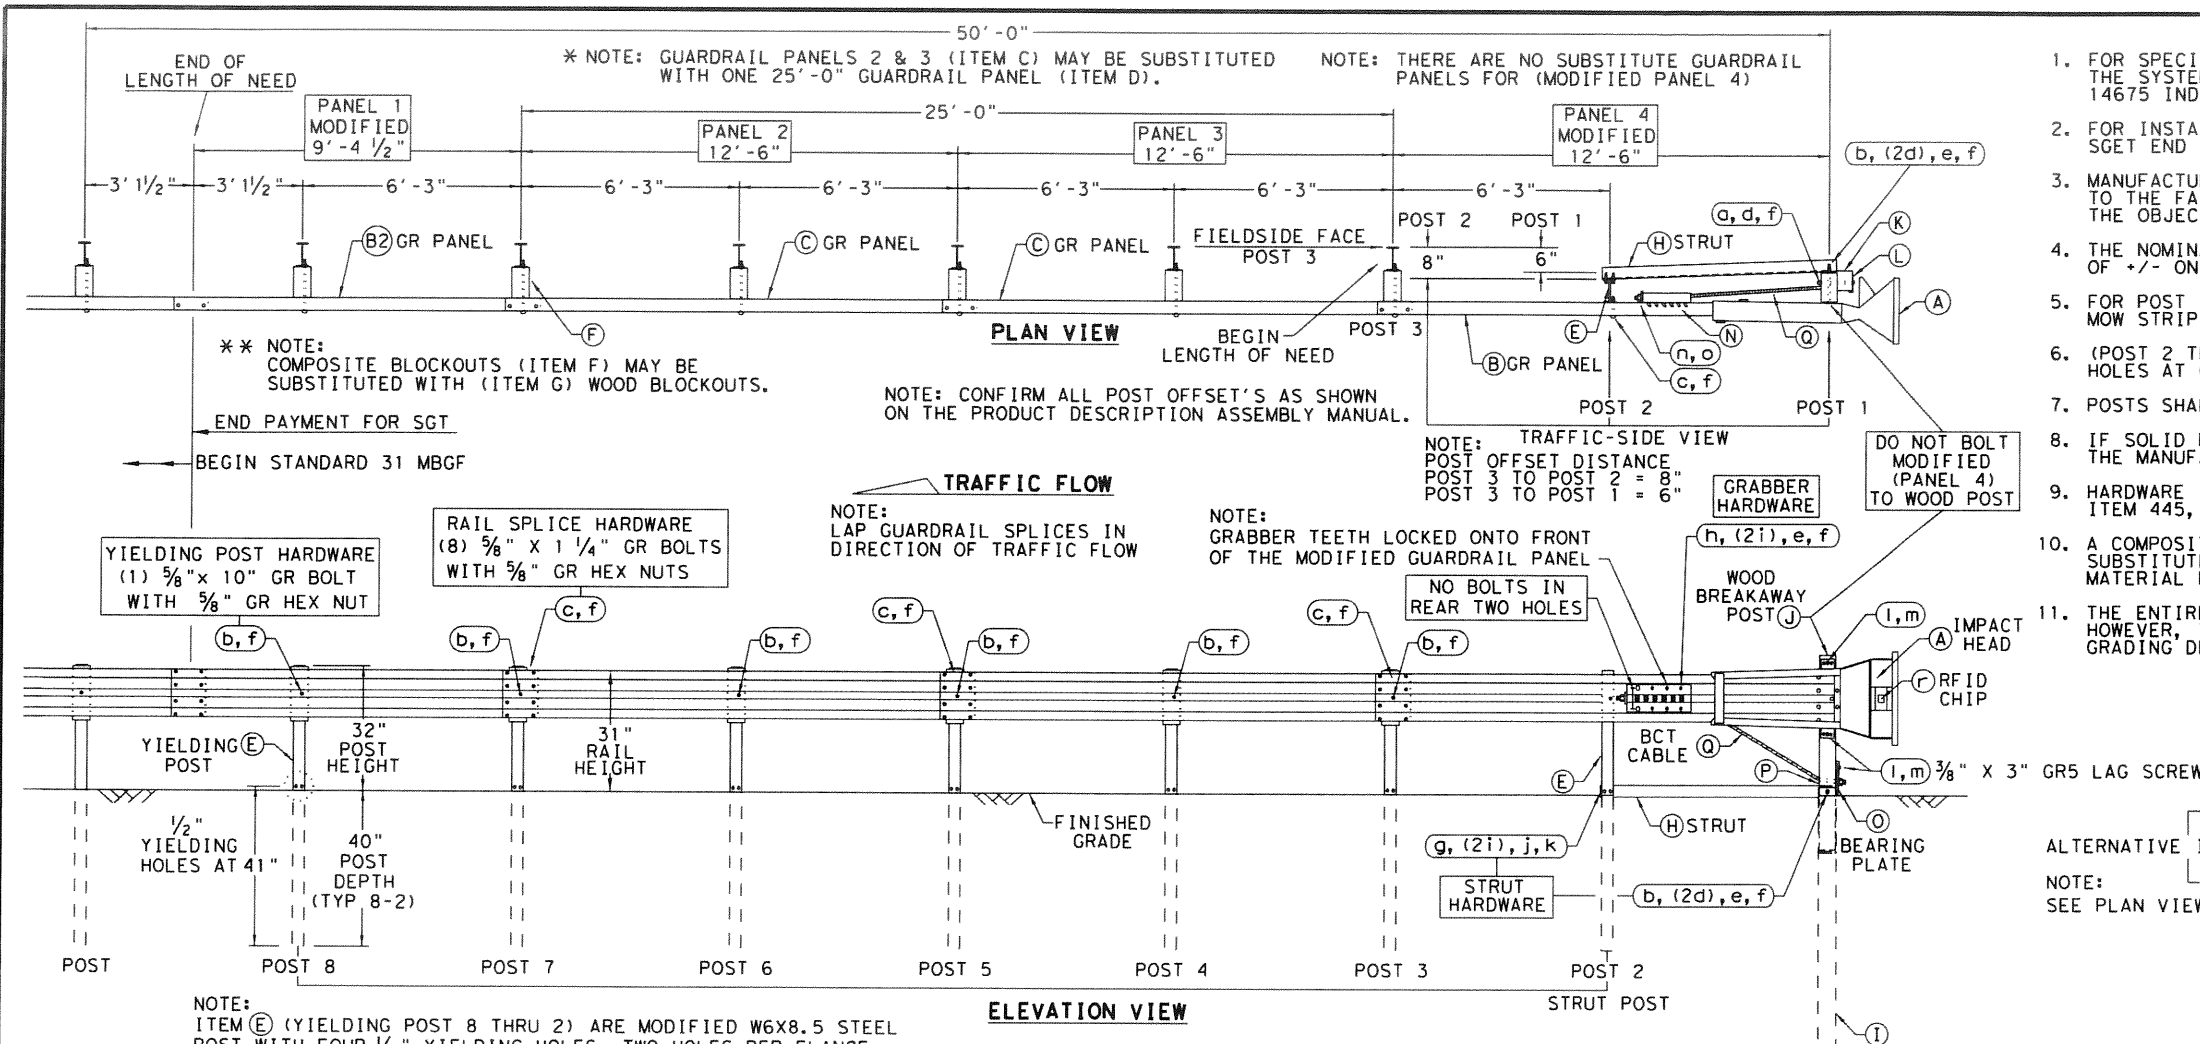 50'-0"
* NOTE: GUARDRAIL PANELS 2 & 3 (ITEM C) MAY BE SUBSTITUTED
WITH ONE 25'-0" GUARDRAIL PANEL (ITEM D).
NOTE: THERE ARE NO SUBSTITUTE GUARDRAIL
PANELS FOR (MODIFIED PANEL 4)
END OF
LENGTH OF NEED
PANEL 1
MODIFIED
9'-4 1/2"
25'-0"
PANEL 2
12'-6"
PANEL 3
12'-6"
PANEL 4
MODIFIED
12'-6"
b, (2d), e, f
3' 1 1/2"
3' 1 1/2"
6'-3"
6'-3"
6'-3"
6'-3"
6'-3"
6'-3"
B2 GR PANEL
C GR PANEL
C GR PANEL
FIELDSIDE FACE
POST 3
POST 2
8"
POST 1
6"
H STRUT
a, d, f
K
L
A
F
PLAN VIEW
BEGIN
LENGTH OF NEED
POST 3
B GR PANEL
E
n, o
c, f
N
Q
POST 2
POST 1
** NOTE:
COMPOSITE BLOCKOUTS (ITEM F) MAY BE
SUBSTITUTED WITH (ITEM G) WOOD BLOCKOUTS.
NOTE: CONFIRM ALL POST OFFSET'S AS SHOWN
ON THE PRODUCT DESCRIPTION ASSEMBLY MANUAL.
TRAFFIC-SIDE VIEW
NOTE:
POST OFFSET DISTANCE
POST 3 TO POST 2 = 8"
POST 3 TO POST 1 = 6"
DO NOT BOLT
MODIFIED
(PANEL 4)
TO WOOD POST
END PAYMENT FOR SGT
BEGIN STANDARD 31 MBGF
TRAFFIC FLOW
NOTE:
LAP GUARDRAIL SPLICES IN
DIRECTION OF TRAFFIC FLOW
YIELDING POST HARDWARE
(1) 5/8"x 10" GR BOLT
WITH 5/8" GR HEX NUT
RAIL SPLICE HARDWARE
(8) 5/8" X 1 1/4" GR BOLTS
WITH 5/8" GR HEX NUTS
NOTE:
GRABBER TEETH LOCKED ONTO FRONT
OF THE MODIFIED GUARDRAIL PANEL
GRABBER
HARDWARE
h, (2i), e, f
NO BOLTS IN
REAR TWO HOLES
WOOD
BREAKAWAY
POST J
l, m
A IMPACT
HEAD
r RFID
CHIP
b, f
b, f
c, f
b, f
c, f
b, f
b, f
c, f
b, f
YIELDING E
POST
32"
POST
HEIGHT
31"
RAIL
HEIGHT
BCT
CABLE
Q
E
P
l, m 3/8" X 3" GR5 LAG SCREW
1/2"
YIELDING
HOLES AT 41"
40"
POST
DEPTH
(TYP 8-2)
FINISHED
GRADE
H STRUT
O
BEARING
PLATE
g, (2i), j, k
STRUT
HARDWARE
b, (2d), e, f
POST
POST 8
POST 7
POST 6
POST 5
POST 4
POST 3
POST 2
STRUT POST
I
ELEVATION VIEW
NOTE:
ITEM E (YIELDING POST 8 THRU 2) ARE MODIFIED W6X8.5 STEEL
POST WITH FOUR YIELDING HOLES, TWO HOLES PER FLANGE
1. FOR SPECI
THE SYSTE
14675 IND
2. FOR INSTA
SGET END
3. MANUFACTU
TO THE FA
THE OBJEC
4. THE NOMIN
OF +/- ON
5. FOR POST
MOW STRIP
6. (POST 2 T
HOLES AT
7. POSTS SHA
8. IF SOLID
THE MANUF
9. HARDWARE
ITEM 445,
10. A COMPOSI
SUBSTITUT
MATERIAL
11. THE ENTIR
HOWEVER,
GRADING D
ALTERNATIVE
NOTE:
SEE PLAN VIEW